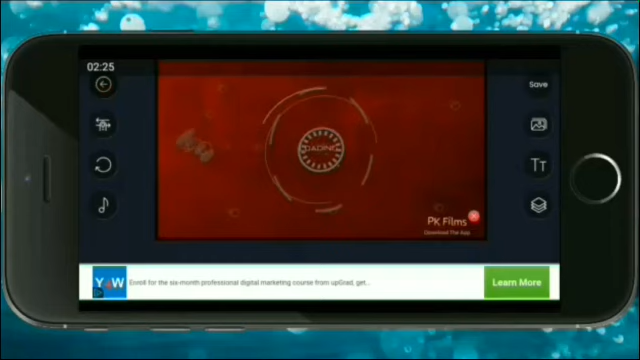 02:25
Save
LOADING
Tт
PK Films
Download The App
Y W
Enroll for the six-month professional digital marketing course from upGrad, get...
Learn More